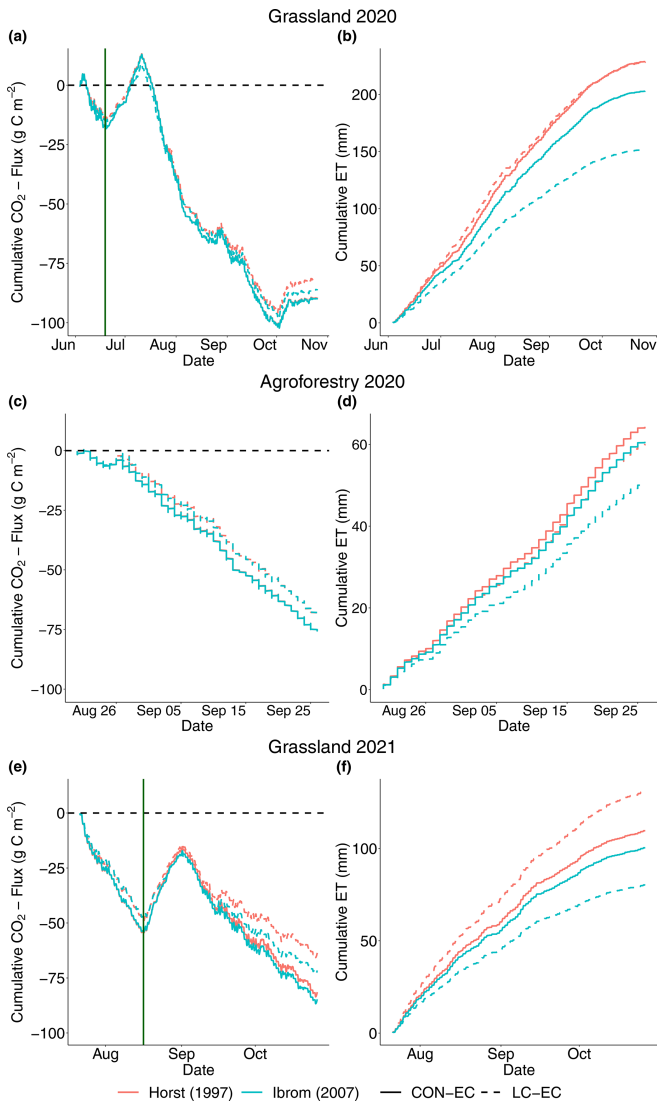 Grassland 2020
(a)
(b)
Cumulative CO2 − Flux (g C m−2)
0
−25
−50
−75
−100
Jun
Jul
Aug
Sep
Oct
Nov
Date
Cumulative ET (mm)
200
150
100
50
0
Jun
Jul
Aug
Sep
Oct
Nov
Date
Agroforestry 2020
(c)
(d)
Cumulative CO2 − Flux (g C m−2)
0
−25
−50
−75
−100
Aug 26
Sep 05
Sep 15
Sep 25
Date
Cumulative ET (mm)
60
40
20
0
Aug 26
Sep 05
Sep 15
Sep 25
Date
Grassland 2021
(e)
(f)
Cumulative CO2 − Flux (g C m−2)
0
−25
−50
−75
−100
Aug
Sep
Oct
Date
Cumulative ET (mm)
100
50
0
Aug
Sep
Oct
Date
Horst (1997) Ibrom (2007) CON−EC LC−EC